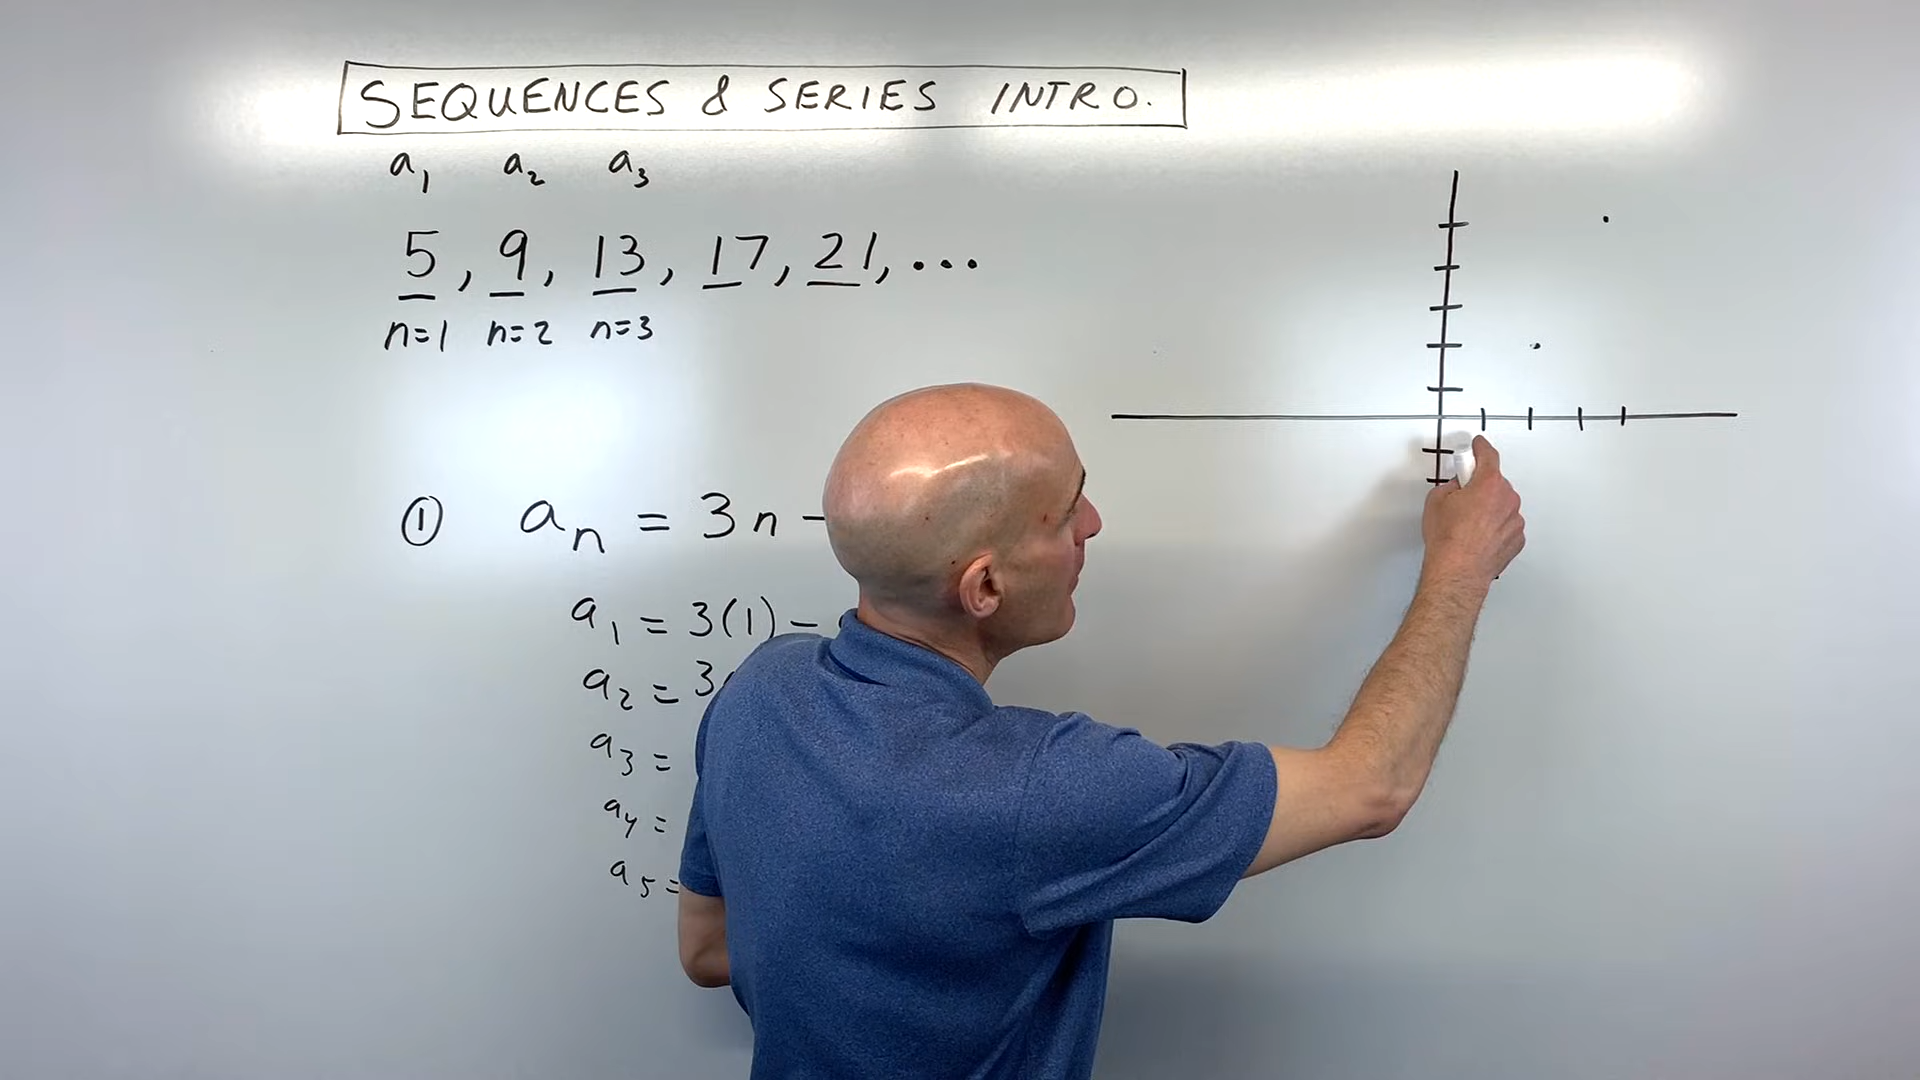 SEQUENCES & SERIES INTRO.
a₁ a₂ a₃
5, 9, 13, 17, 21, ...
n=1 n=2 n=3
① aₙ = 3n -
a₁ = 3(1) -
a₂ = 3
a₃ =
a₄ =
a₅ =